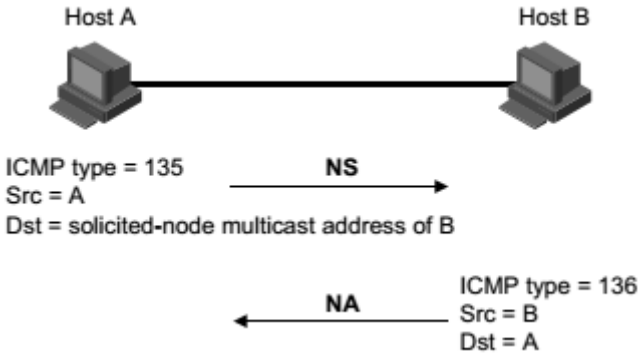 Host A
Host B
ICMP type = 135
Src = A
Dst = solicited-node multicast address of B
NS
NA
ICMP type = 136
Src = B
Dst = A